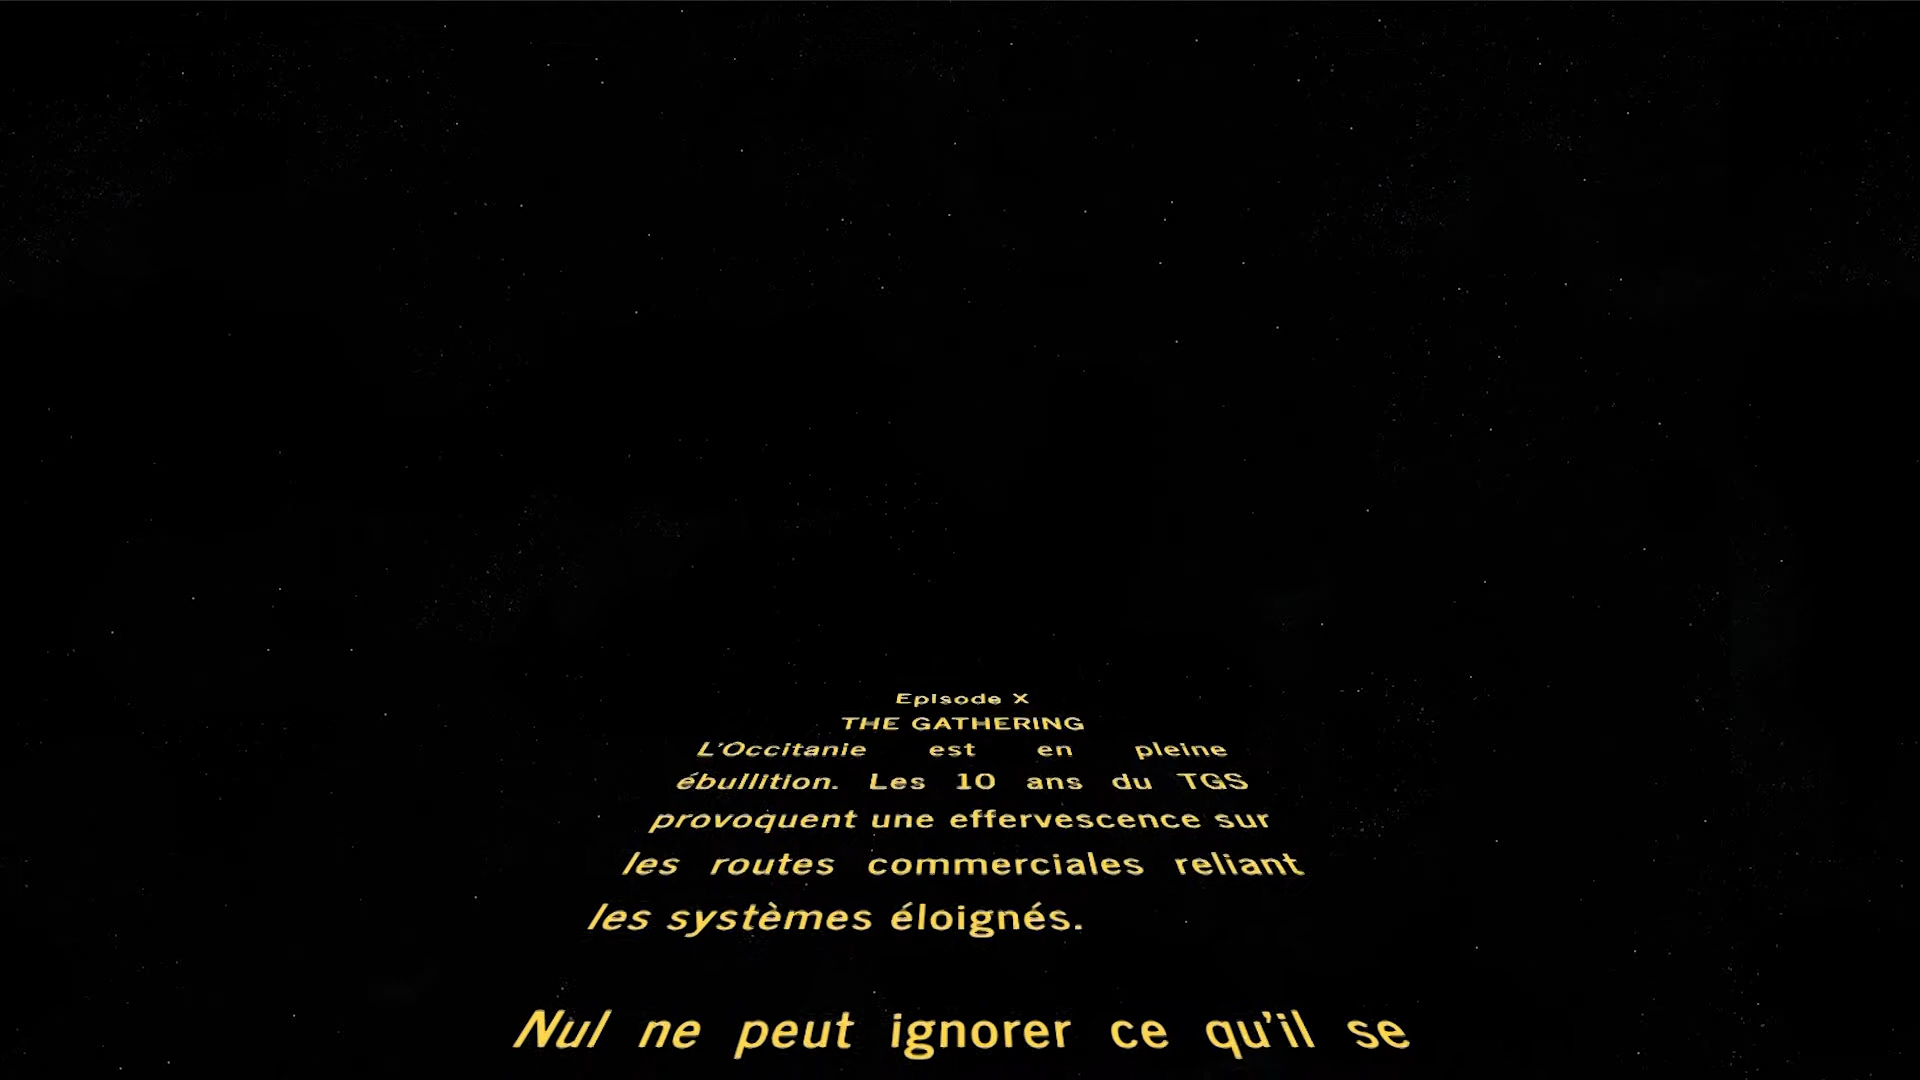 Episode X
THE GATHERING
L'Occitanie est en pleine
ébullition. Les 10 ans du TGS
provoquent une effervescence sur
les routes commerciales reliant
les systèmes éloignés.
Nul ne peut ignorer ce qu'il se